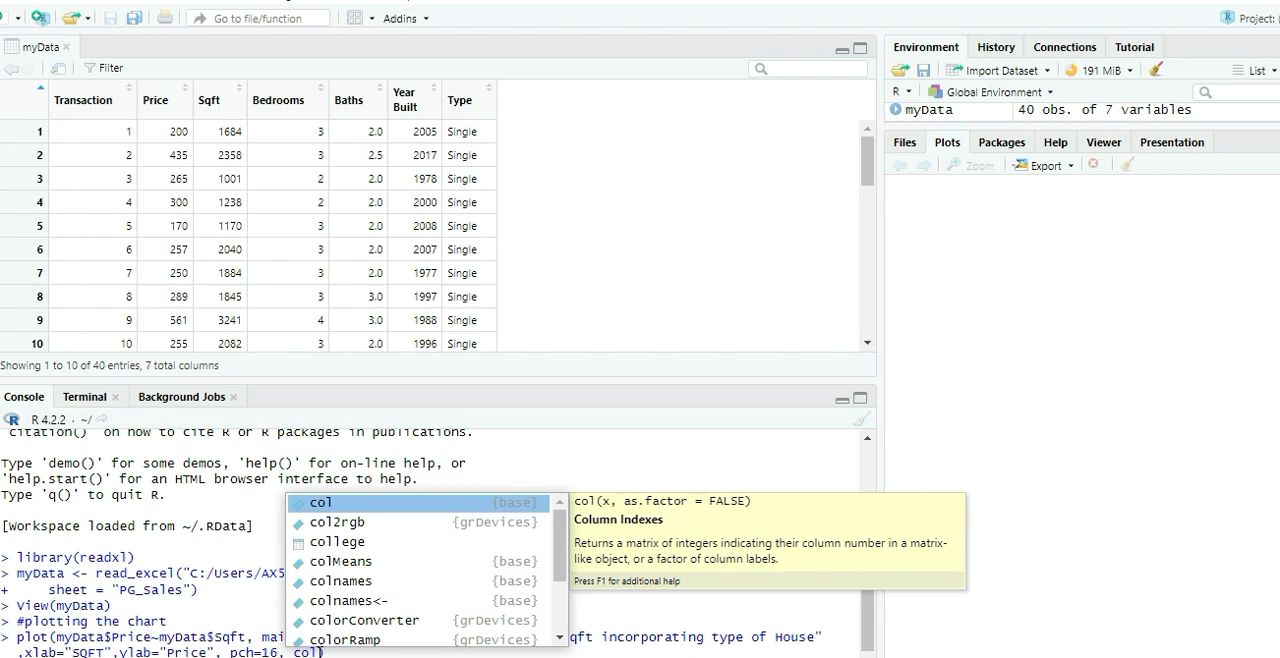 Go to file/function
Addins
Project: (
myData
Filter
Transaction Price Sqft Bedrooms Baths Year Built Type
1 1 200 1684 3 2.0 2005 Single
2 2 435 2358 3 2.5 2017 Single
3 3 265 1001 2 2.0 1978 Single
4 4 300 1238 2 2.0 2000 Single
5 5 170 1170 3 2.0 2008 Single
6 6 257 2040 3 2.0 2007 Single
7 7 250 1884 3 2.0 1977 Single
8 8 289 1845 3 3.0 1997 Single
9 9 561 3241 4 3.0 1988 Single
10 10 255 2082 3 2.0 1996 Single
Showing 1 to 10 of 40 entries, 7 total columns
Console Terminal Background Jobs
R 4.2.2 · ~/
'citation()' on how to cite R or R packages in publications.
Type 'demo()' for some demos, 'help()' for on-line help, or
'help.start()' for an HTML browser interface to help.
Type 'q()' to quit R.
[Workspace loaded from ~/.RData]
> library(readxl)
> myData <- read_excel("C:/Users/AX5
+ sheet = "PG_Sales")
> View(myData)
> #plotting the chart
> plot(myData$Price~myData$Sqft, mai
qft incorporating type of House"
,xlab="SQFT",ylab="Price", pch=16, col)
col {base}
col2rgb {grDevices}
college
colMeans {base}
colnames {base}
colnames<- {base}
colorConverter {grDevices}
colorRamp {grDevices}
col(x, as.factor = FALSE)
Column Indexes
Returns a matrix of integers indicating their column number in a matrix-
like object, or a factor of column labels.
Press F1 for additional help
Environment History Connections Tutorial
Import Dataset 191 MiB List
R Global Environment
myData 40 obs. of 7 variables
Files Plots Packages Help Viewer Presentation
Zoom Export